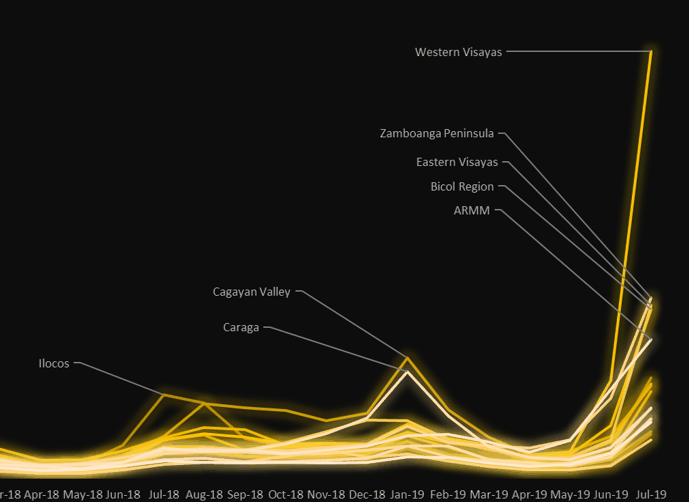 Western Visayas
Zamboanga Peninsula
Eastern Visayas
Bicol Region
ARMM
Cagayan Valley
Caraga
Ilocos
r-18 Apr-18 May-18 Jun-18 Jul-18 Aug-18 Sep-18 Oct-18 Nov-18 Dec-18 Jan-19 Feb-19 Mar-19 Apr-19 May-19 Jun-19 Jul-19